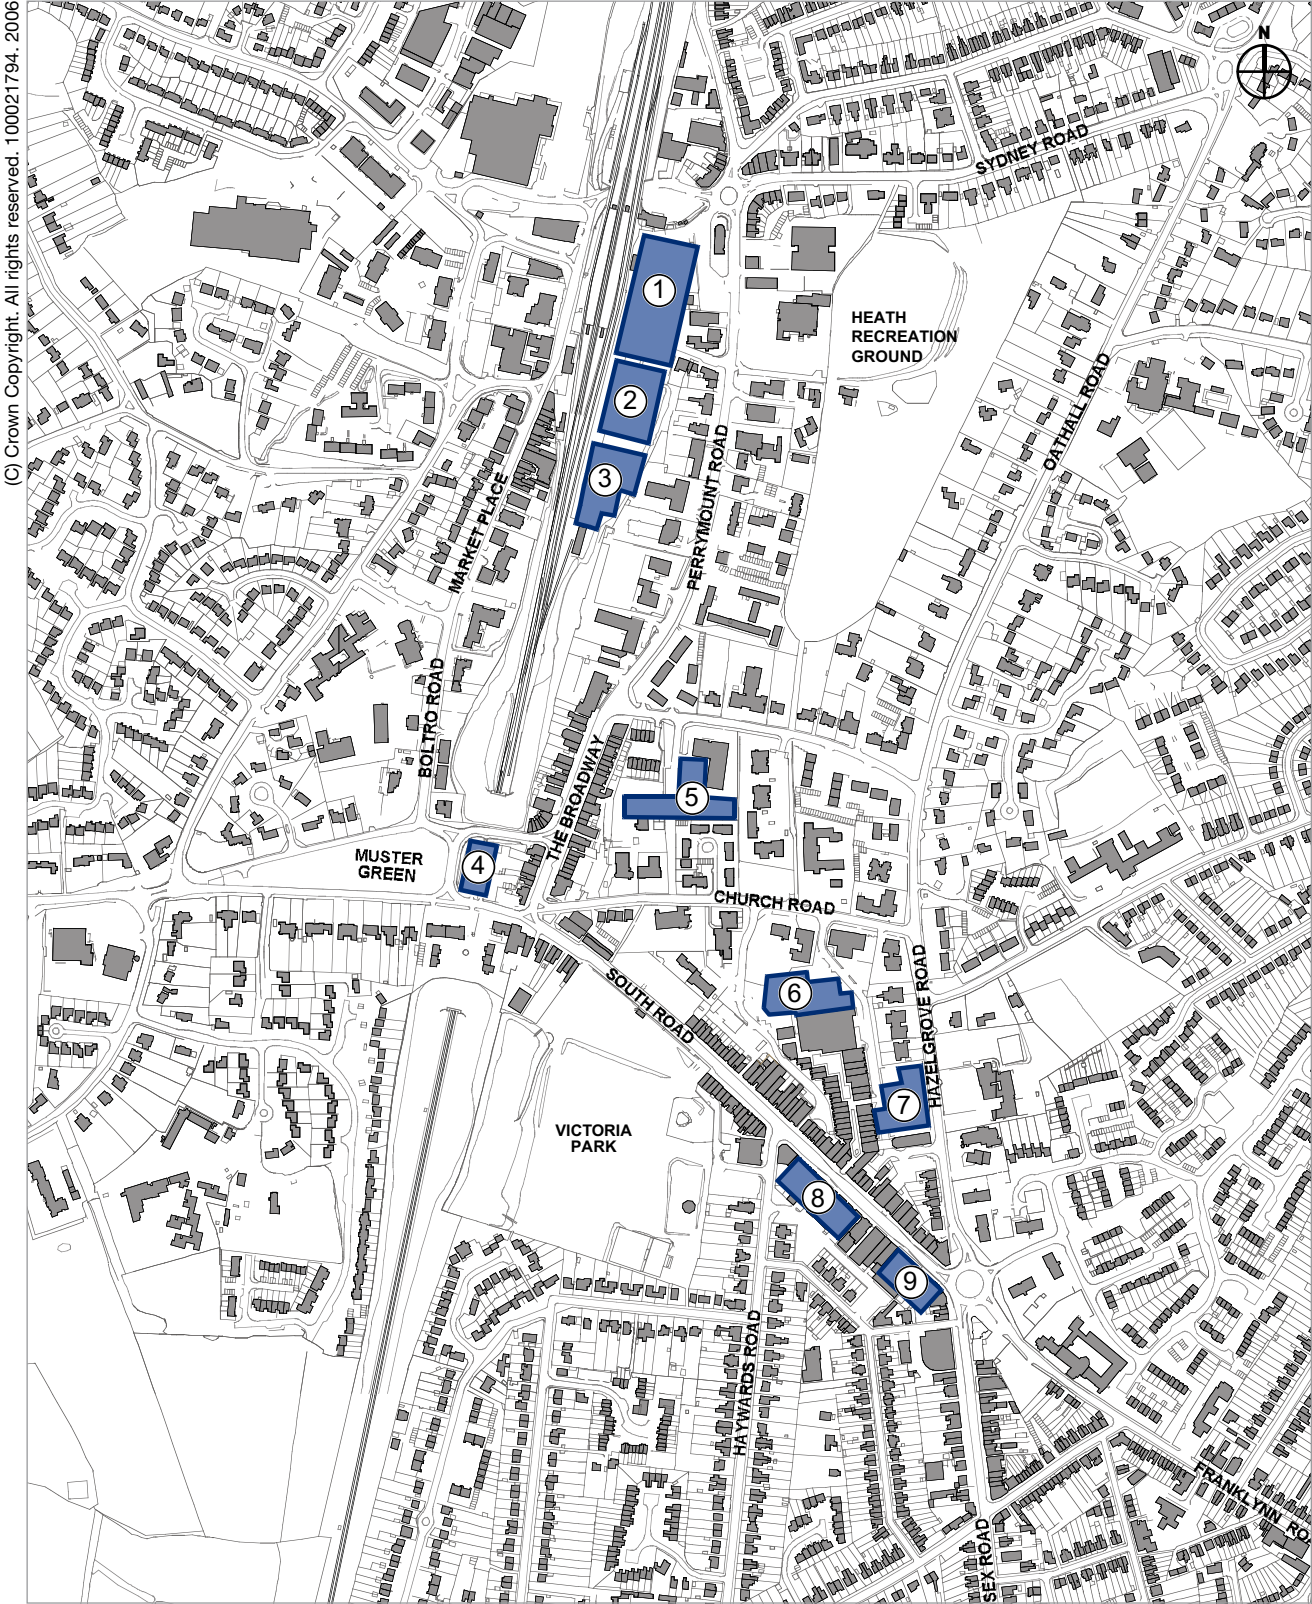 (C) Crown Copyright. All rights reserved. 100021794. 2006
N
SYDNEY ROAD
1
HEATH
RECREATION
GROUND
2
OATHALL ROAD
3
PERRYMOUNT ROAD
MARKET PLACE
BOLTRO ROAD
THE BROADWAY
5
MUSTER
GREEN
4
CHURCH ROAD
6
SOUTH ROAD
HAZELGROVE ROAD
7
VICTORIA
PARK
8
9
HAYWARDS ROAD
FRANKLYNN RO
SEX ROAD